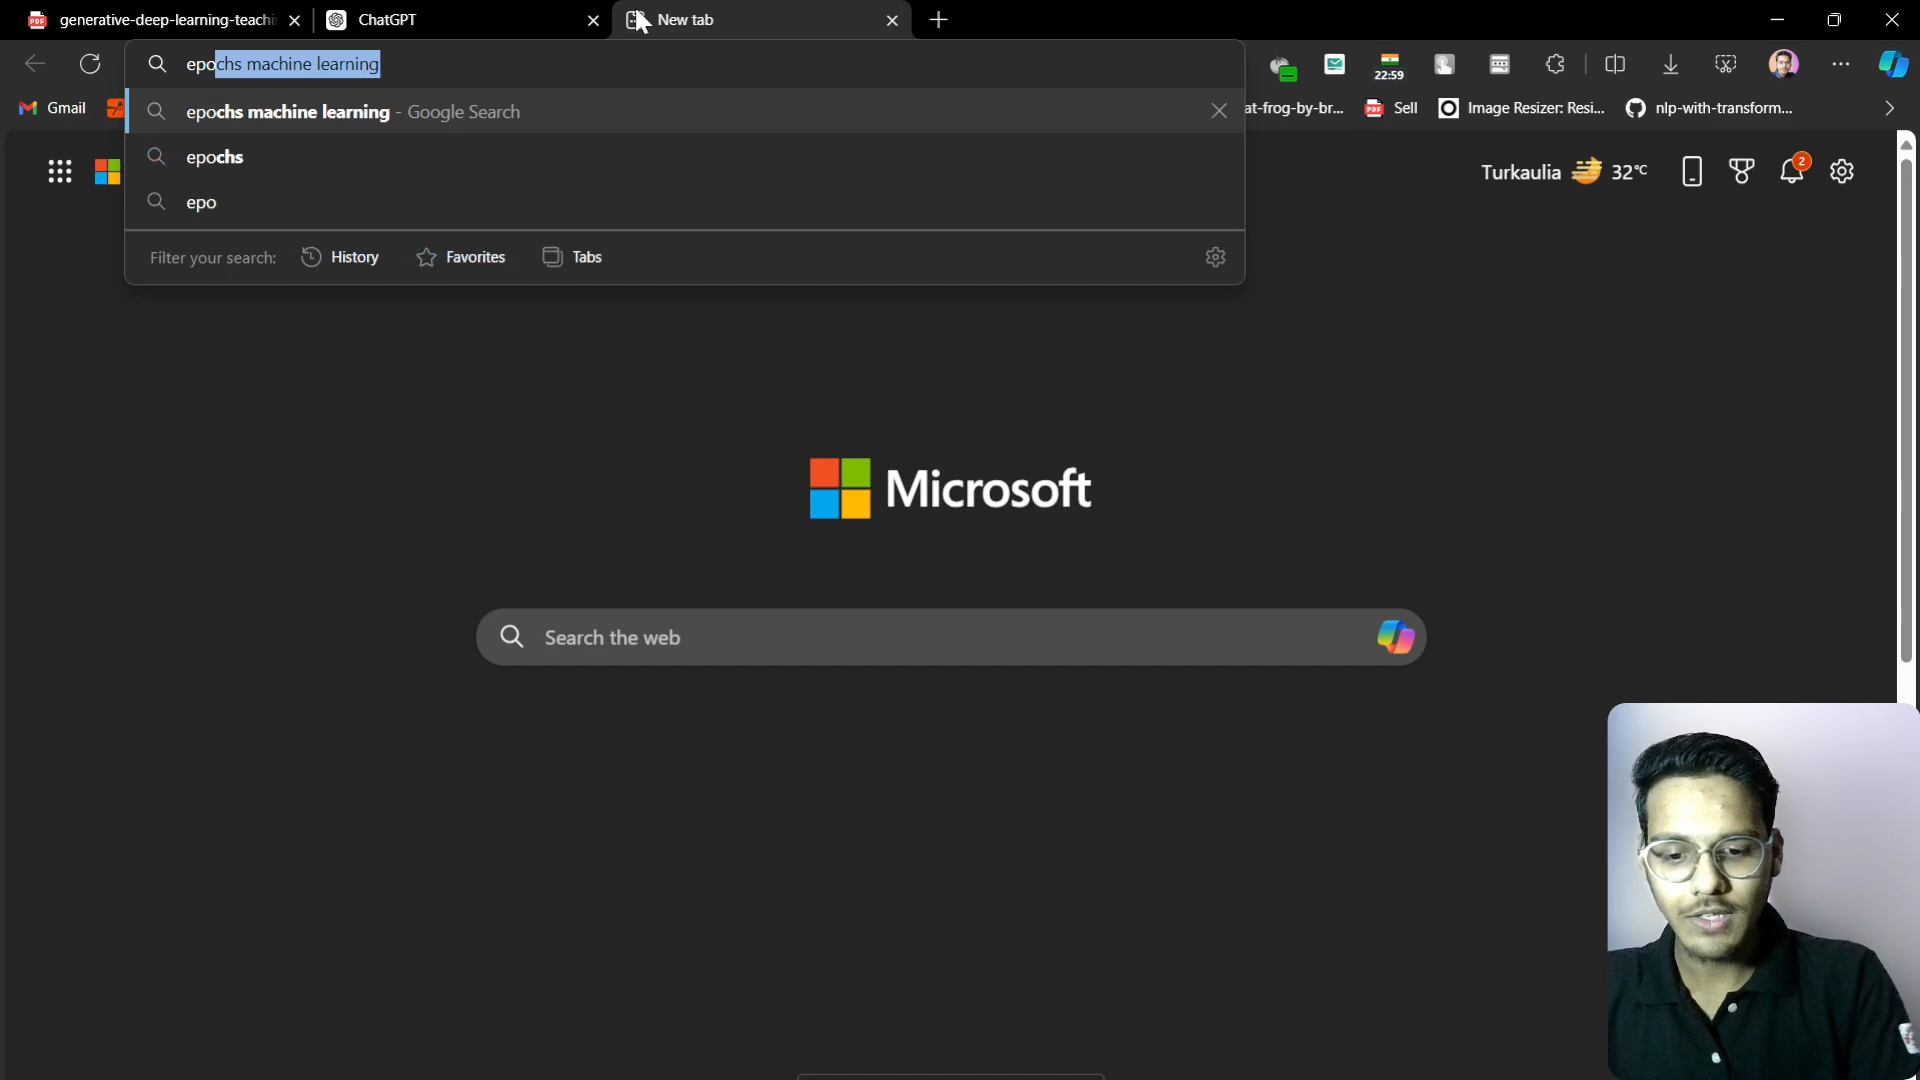 generative-deep-learning-teachi
ChatGPT
New tab
epochs machine learning
22:59
Gmail
epochs machine learning - Google Search
at-frog-by-br...
Sell
Image Resizer: Resi...
nlp-with-transform...
epochs
Turkaulia
32°C
2
epo
Filter your search:
History
Favorites
Tabs
Microsoft
Search the web